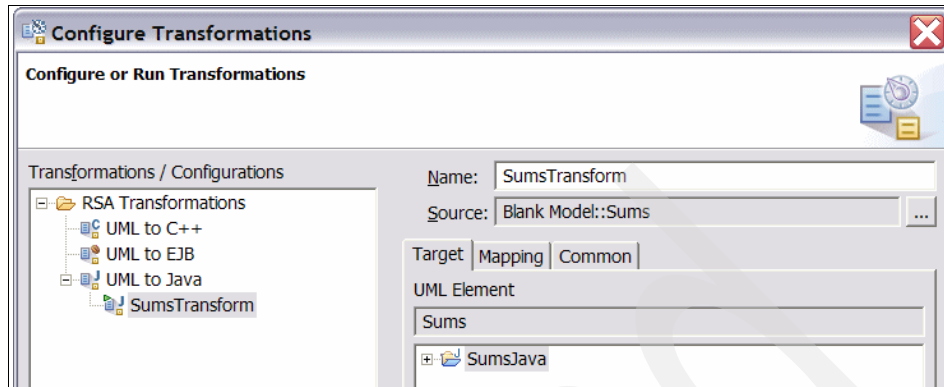 Configure Transformations
Configure or Run Transformations
Transformations / Configurations
RSA Transformations
UML to C++
UML to EJB
UML to Java
SumsTransform
Name: SumsTransform
Source: Blank Model::Sums ...
Target Mapping Common
UML Element
Sums
SumsJava